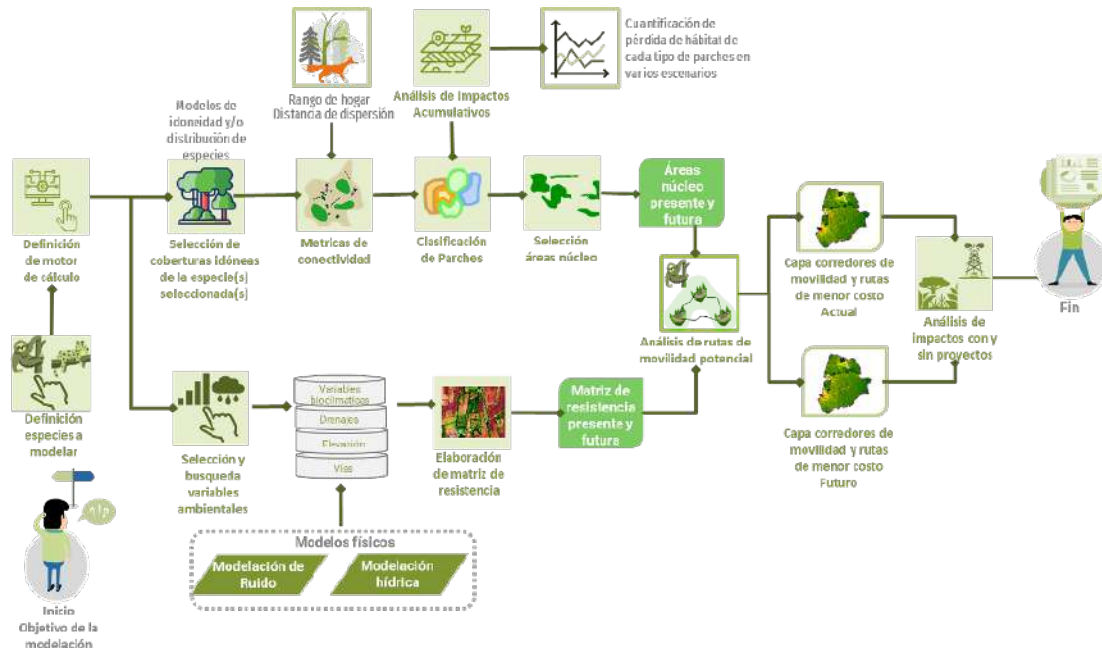 Cuantificación de
pérdida de hábitat de
cada tipo de parches en
varios escenarios
Rango de hogar
Distancia de dispersión
Análisis de Impactos
Acumulativos
Modelos de
idoneidad y/o
distribución de
especies
Definición
de motor
de cálculo
Selección de
coberturas idóneas
de la especie(s)
seleccionada(s)
Metricas de
conectividad
Clasificación
de Parches
Selección
áreas núcleo
Áreas
núcleo
presente y
futura
Capa corredores de
movilidad y rutas
de menor costo
Actual
Análisis de
impactos con y
sin proyectos
Fin
Análisis de rutas de
movilidad potencial
Definición
especies a
modelar
Selección y
busqueda
variables
ambientales
Variables
bioclimaticas
Drenajes
Elevación
Vías
Elaboración
de matriz de
resistencia
Matriz de
resistencia
presente y
futura
Capa corredores de
movilidad y rutas
de menor costo
Futuro
Modelos físicos
Modelación de
Ruido
Modelación
hídrica
Inicio
Objetivo de la
modelación